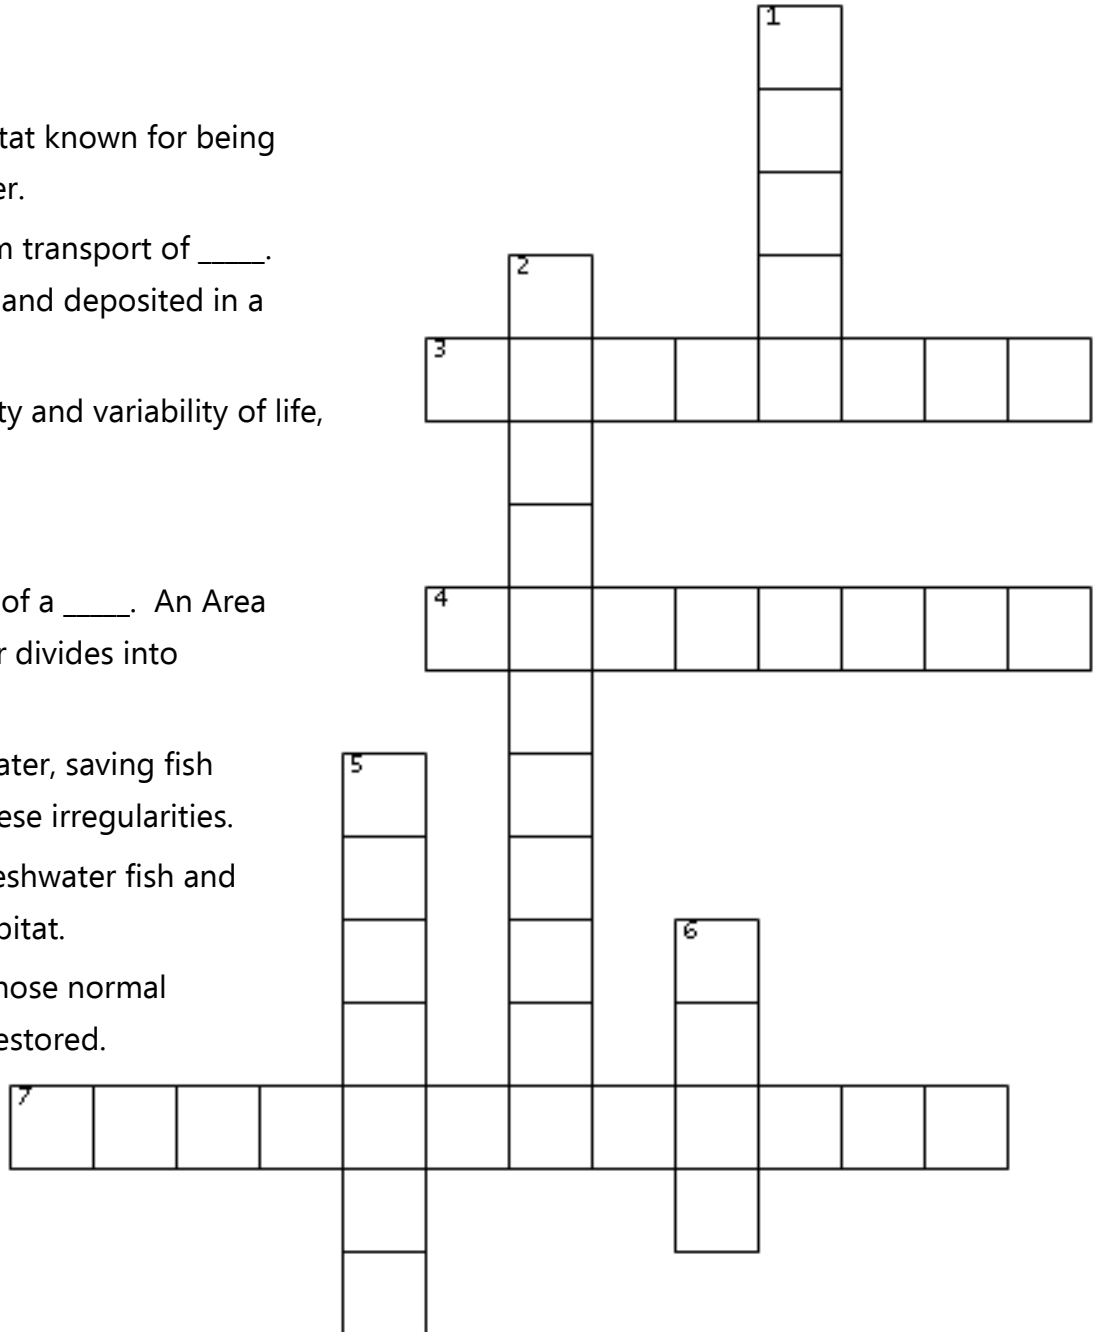 1
tat known for being
er.
n transport of _____.
2
and deposited in a
3
ty and variability of life,
4
of a _____.  An Area
r divides into
5
ater, saving fish
ese irregularities.
eshwater fish and
6
bitat.
hose normal
estored.
7